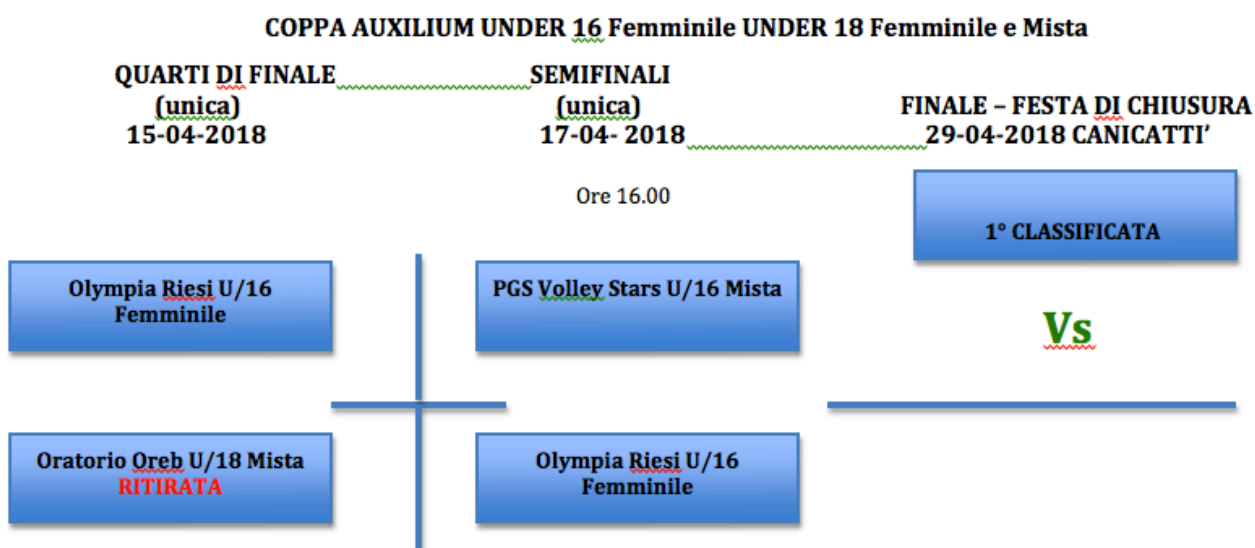 COPPA AUXILIUM UNDER 16 Femminile UNDER 18 Femminile e Mista
QUARTI DI FINALE
(unica)
15-04-2018
SEMIFINALI
(unica)
17-04- 2018
Ore 16.00
FINALE – FESTA DI CHIUSURA
29-04-2018 CANICATTI’
1° CLASSIFICATA
Vs
Olympia Riesi U/16
Femminile
PGS Volley Stars U/16 Mista
Oratorio Oreb U/18 Mista
RITIRATA
Olympia Riesi U/16
Femminile